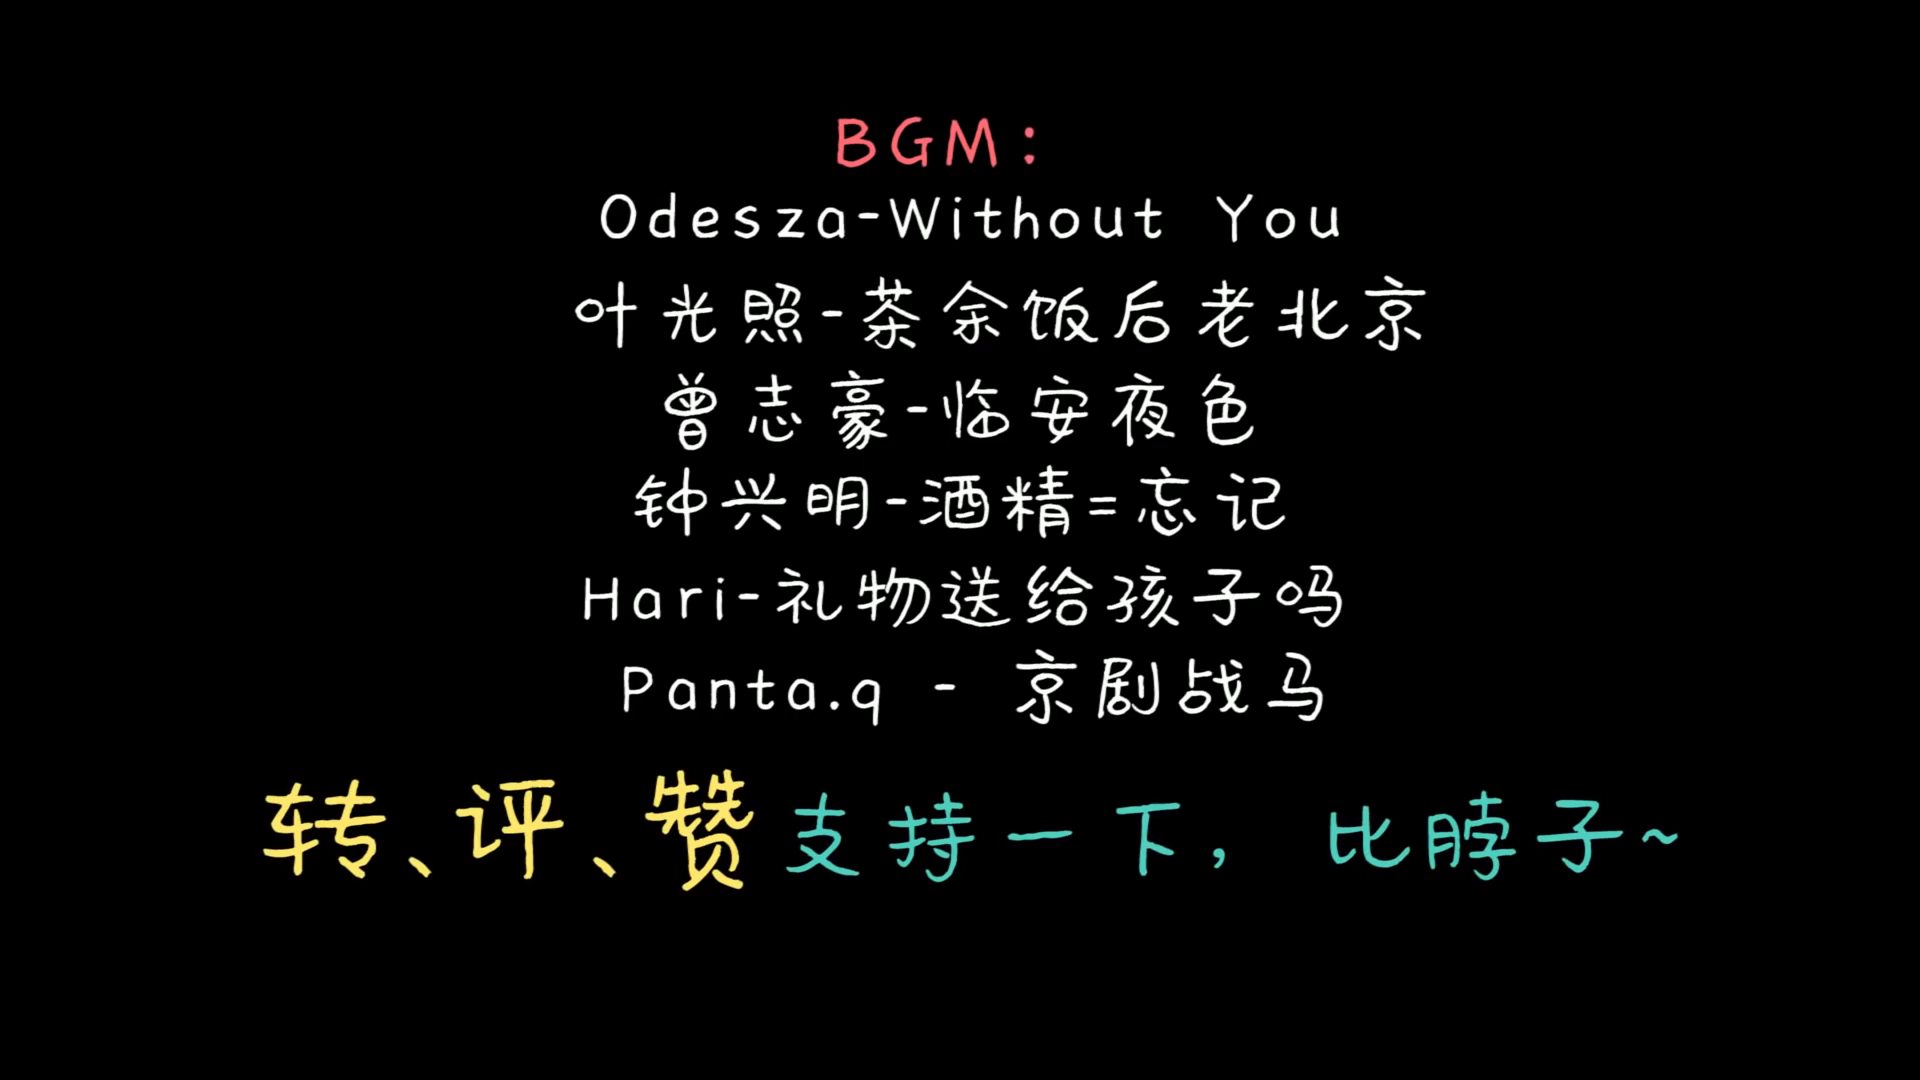 BGM：
Odesza-Without You
叶光照-茶余饭后老北京
曾志豪-临安夜色
钟兴明-酒精=忘记
Hari-礼物送给孩子吗
Panta.q - 京剧战马
转、评、赞支持一下，比脖子~